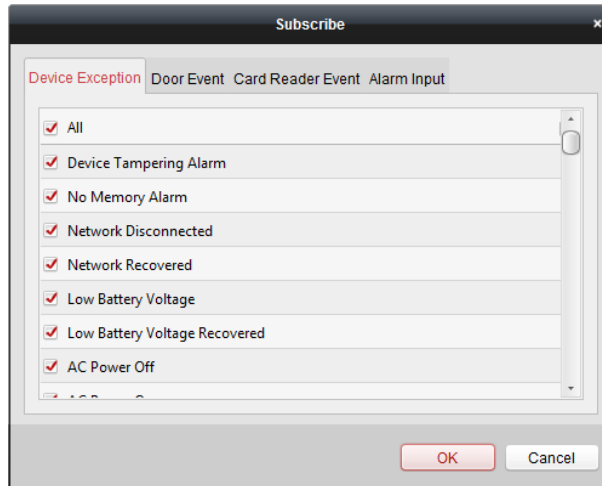 Subscribe
Device Exception Door Event Card Reader Event Alarm Input
All
Device Tampering Alarm
No Memory Alarm
Network Disconnected
Network Recovered
Low Battery Voltage
Low Battery Voltage Recovered
AC Power Off
OK Cancel